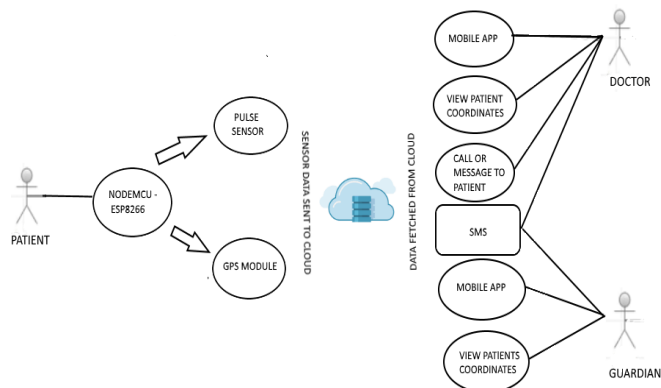 PATIENT
NODEMCU -
ESP8266
PULSE
SENSOR
GPS MODULE
SENSOR DATA SENT TO CLOUD
DATA FETCHED FROM CLOUD
MOBILE APP
VIEW PATIENT
COORDINATES
CALL OR
MESSAGE TO
PATIENT
SMS
MOBILE APP
VIEW PATIENTS
COORDINATES
DOCTOR
GUARDIAN